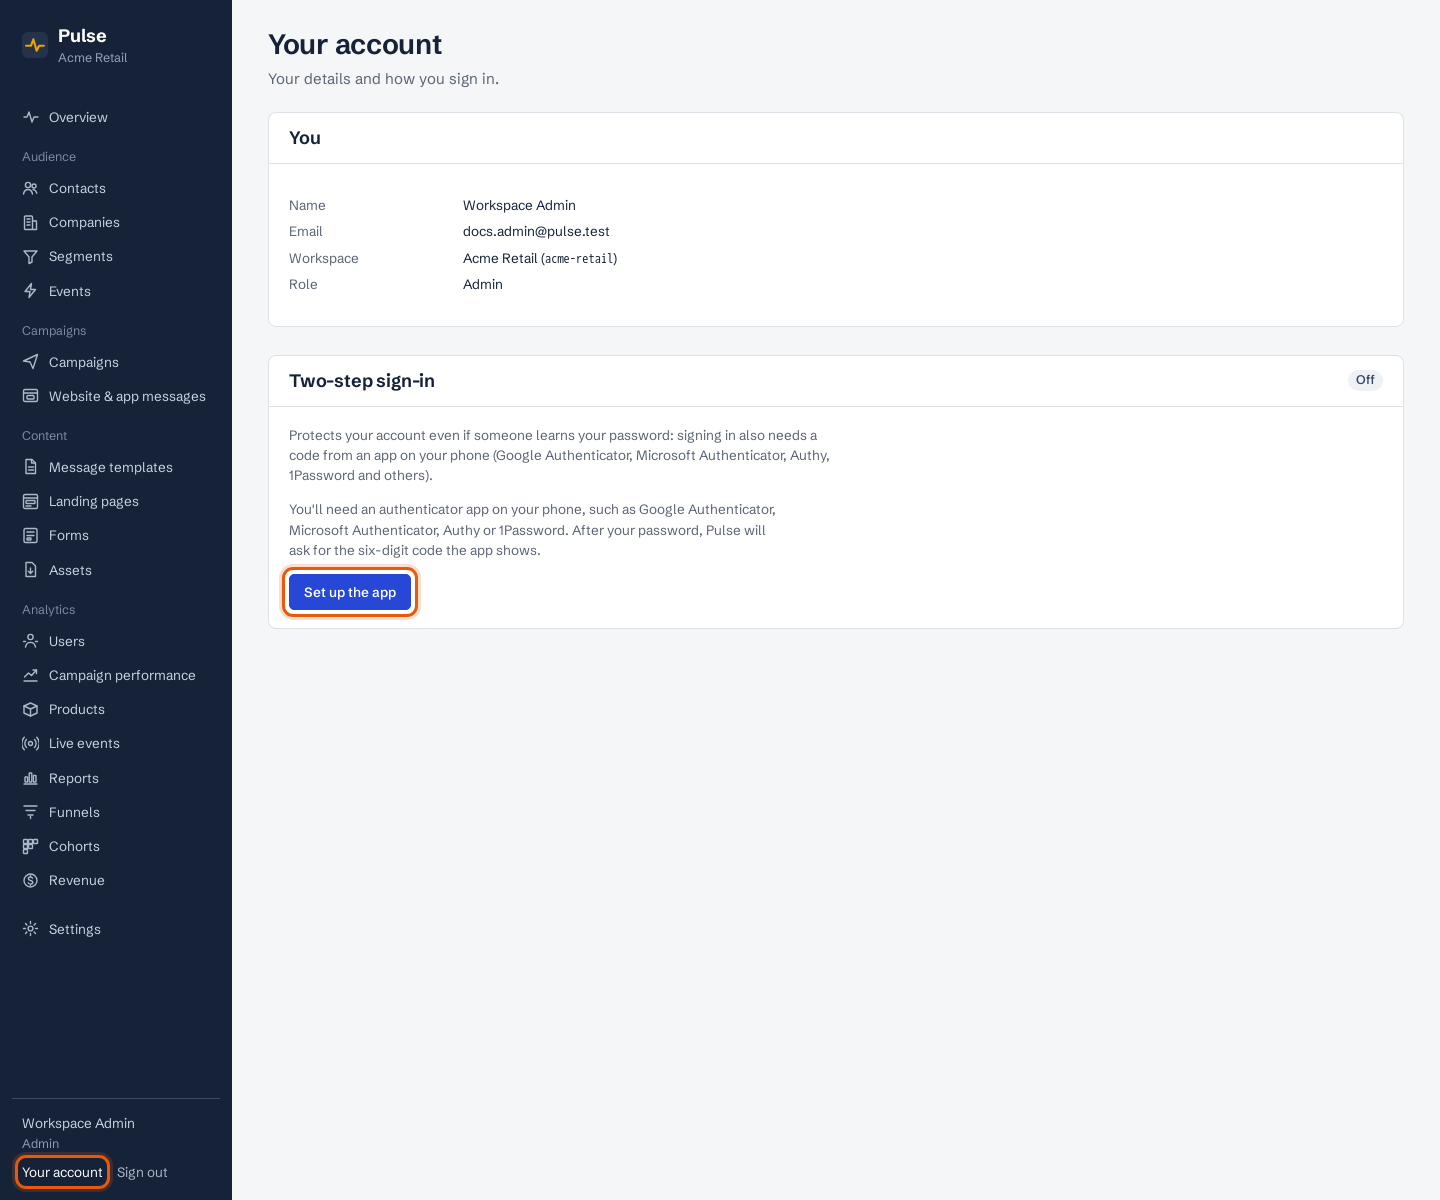 Pulse
Acme Retail
Overview
Audience
Contacts
Companies
Segments
Events
Campaigns
Campaigns
Website & app messages
Content
Message templates
Landing pages
Forms
Assets
Analytics
Users
Campaign performance
Products
Live events
Reports
Funnels
Cohorts
Revenue
Settings
Workspace Admin
Admin
Your account Sign out
Your account
Your details and how you sign in.
You
Name Workspace Admin
Email docs.admin@pulse.test
Workspace Acme Retail (acme-retail)
Role Admin
Two-step sign-in Off
Protects your account even if someone learns your password: signing in also needs a
code from an app on your phone (Google Authenticator, Microsoft Authenticator, Authy,
1Password and others).
You'll need an authenticator app on your phone, such as Google Authenticator,
Microsoft Authenticator, Authy or 1Password. After your password, Pulse will
ask for the six-digit code the app shows.
Set up the app